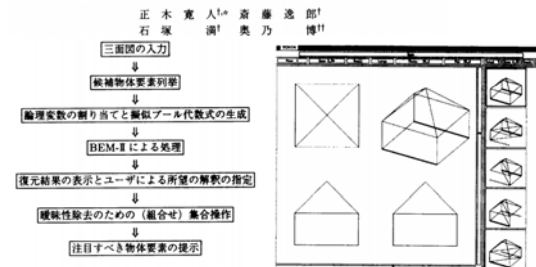 正木寛人†,* 斎藤逸郎†
石塚満† 奥乃博††
三面図の入力
⇓
候補物体要素列挙
⇓
論理変数の割り当てと擬似ブール代数式の生成
⇓
BEM-IIによる処理
⇓
復元結果の表示とユーザによる所望の解釈の指定
⇓
曖昧性除去のための（組合せ）集合操作
⇓
注目すべき物体要素の提示